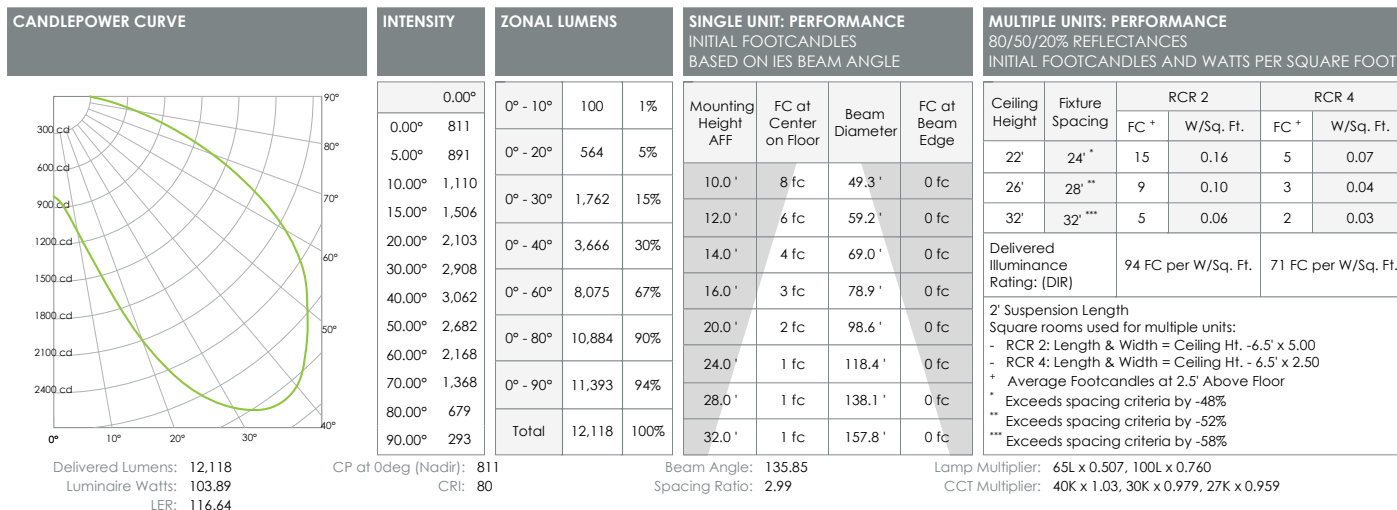 CANDLEPOWER CURVE
300 cd
600 cd
900 cd
1200 cd
1500 cd
1800 cd
2100 cd
2400 cd
90°
80°
70°
60°
50°
40°
0° 10° 20° 30°
INTENSITY
0.00°
0.00° 811
5.00° 891
10.00° 1,110
15.00° 1,506
20.00° 2,103
30.00° 2,908
40.00° 3,062
50.00° 2,682
60.00° 2,168
70.00° 1,368
80.00° 679
90.00° 293
ZONAL LUMENS
0° - 10° 100 1%
0° - 20° 564 5%
0° - 30° 1,762 15%
0° - 40° 3,666 30%
0° - 60° 8,075 67%
0° - 80° 10,884 90%
0° - 90° 11,393 94%
Total 12,118 100%
SINGLE UNIT: PERFORMANCE
INITIAL FOOTCANDLES
BASED ON IES BEAM ANGLE
Mounting Height AFF FC at Center on Floor Beam Diameter FC at Beam Edge
10.0 ' 8 fc 49.3 ' 0 fc
12.0 ' 6 fc 59.2 ' 0 fc
14.0 ' 4 fc 69.0 ' 0 fc
16.0 ' 3 fc 78.9 ' 0 fc
20.0 ' 2 fc 98.6 ' 0 fc
24.0 ' 1 fc 118.4 ' 0 fc
28.0 ' 1 fc 138.1 ' 0 fc
32.0 ' 1 fc 157.8 ' 0 fc
MULTIPLE UNITS: PERFORMANCE
80/50/20% REFLECTANCES
INITIAL FOOTCANDLES AND WATTS PER SQUARE FOOT
Ceiling Height Fixture Spacing RCR 2 RCR 4
FC + W/Sq. Ft. FC + W/Sq. Ft.
22' 24' * 15 0.16 5 0.07
26' 28' ** 9 0.10 3 0.04
32' 32' *** 5 0.06 2 0.03
Delivered Illuminance Rating: (DIR) 94 FC per W/Sq. Ft. 71 FC per W/Sq. Ft.
2' Suspension Length
Square rooms used for multiple units:
- RCR 2: Length & Width = Ceiling Ht. -6.5' x 5.00
- RCR 4: Length & Width = Ceiling Ht. - 6.5' x 2.50
+ Average Footcandles at 2.5' Above Floor
* Exceeds spacing criteria by -48%
** Exceeds spacing criteria by -52%
*** Exceeds spacing criteria by -58%
Delivered Lumens: 12,118 CP at 0deg (Nadir): 811 Beam Angle: 135.85 Lamp Multiplier: 65L x 0.507, 100L x 0.760
Luminaire Watts: 103.89 CRI: 80 Spacing Ratio: 2.99 CCT Multiplier: 40K x 1.03, 30K x 0.979, 27K x 0.959
LER: 116.64